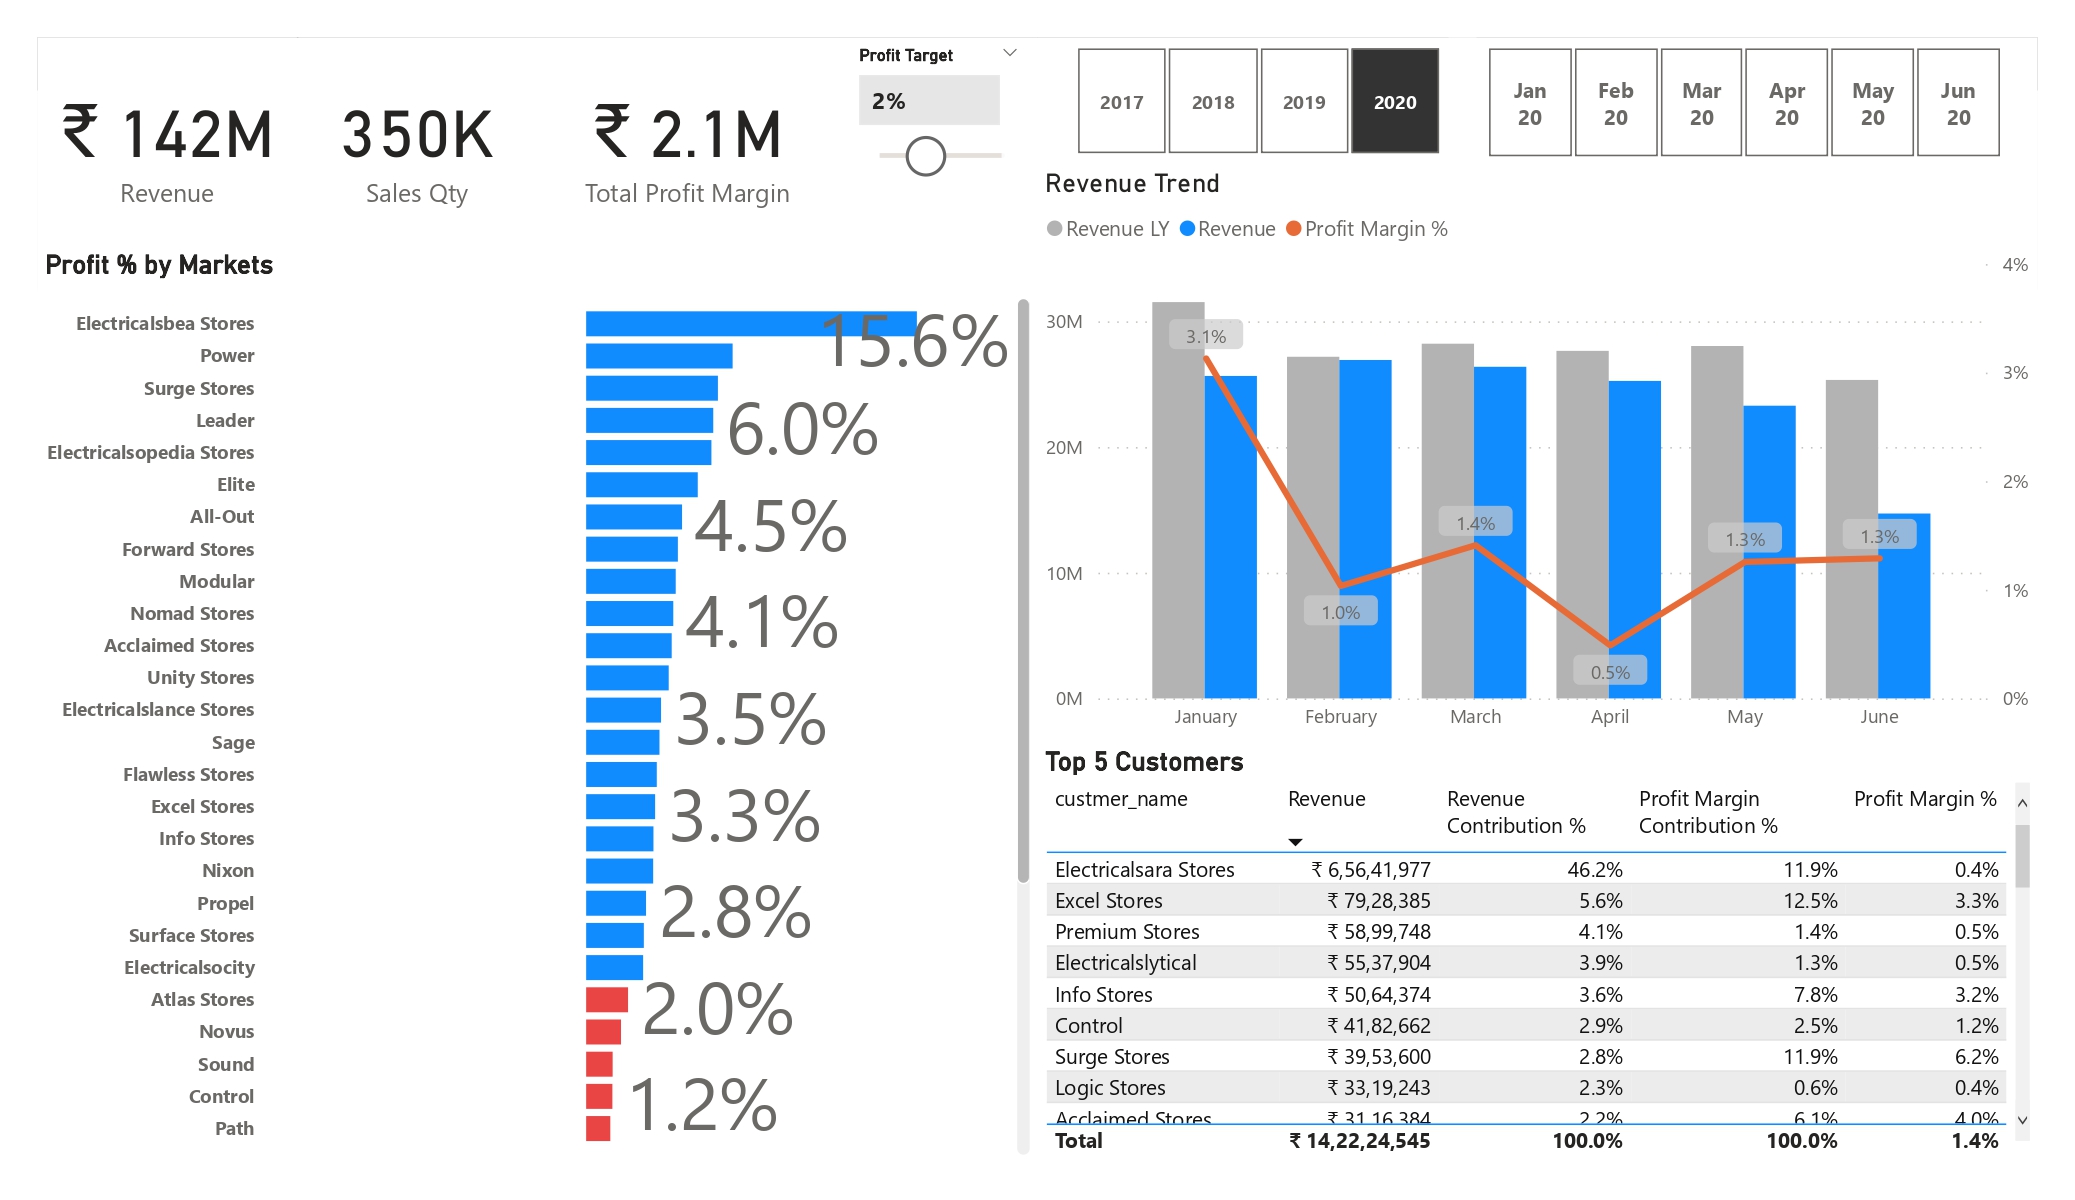 ₹ 142M
Revenue
350K
Sales Qty
₹ 2.1M
Total Profit Margin
Profit Target
2%
2017
2018
2019
2020
Jan
20
Feb
20
Mar
20
Apr
20
May
20
Jun
20
Profit % by Markets
Electricalsbea Stores
Power
Surge Stores
Leader
Electricalsopedia Stores
Elite
All-Out
Forward Stores
Modular
Nomad Stores
Acclaimed Stores
Unity Stores
Electricalslance Stores
Sage
Flawless Stores
Excel Stores
Info Stores
Nixon
Propel
Surface Stores
Electricalsocity
Atlas Stores
Novus
Sound
Control
Path
15.6%
6.0%
4.5%
4.1%
3.5%
3.3%
2.8%
2.0%
1.2%
Revenue Trend
Revenue LY Revenue Profit Margin %
30M
20M
10M
0M
4%
3%
2%
1%
0%
3.1%
1.0%
1.4%
0.5%
1.3%
1.3%
January February March April May June
Top 5 Customers
custmer_name Revenue Revenue Contribution % Profit Margin Contribution % Profit Margin %
Electricalsara Stores ₹ 6,56,41,977 46.2% 11.9% 0.4%
Excel Stores ₹ 79,28,385 5.6% 12.5% 3.3%
Premium Stores ₹ 58,99,748 4.1% 1.4% 0.5%
Electricalslytical ₹ 55,37,904 3.9% 1.3% 0.5%
Info Stores ₹ 50,64,374 3.6% 7.8% 3.2%
Control ₹ 41,82,662 2.9% 2.5% 1.2%
Surge Stores ₹ 39,53,600 2.8% 11.9% 6.2%
Logic Stores ₹ 33,19,243 2.3% 0.6% 0.4%
Acclaimed Stores ₹ 31,16,384 2.2% 6.1% 4.0%
Total ₹ 14,22,24,545 100.0% 100.0% 1.4%